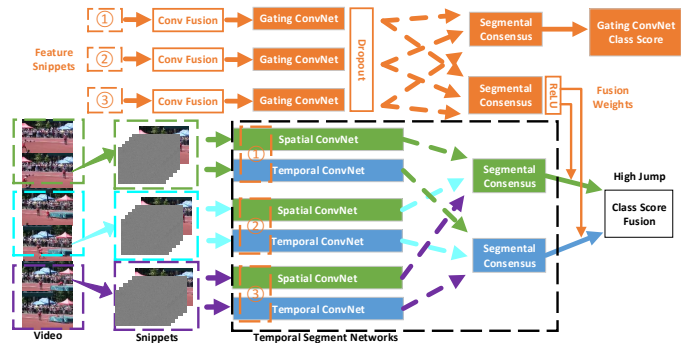 ① Conv Fusion Gating ConvNet
Feature Snippets
② Conv Fusion Gating ConvNet
③ Conv Fusion Gating ConvNet
Dropout
Segmental Consensus
Gating ConvNet Class Score
Segmental Consensus
ReLU
Fusion Weights
Spatial ConvNet
①
Temporal ConvNet
Spatial ConvNet
②
Temporal ConvNet
Spatial ConvNet
③
Temporal ConvNet
Segmental Consensus
Segmental Consensus
High Jump
Class Score Fusion
Video
Snippets
Temporal Segment Networks